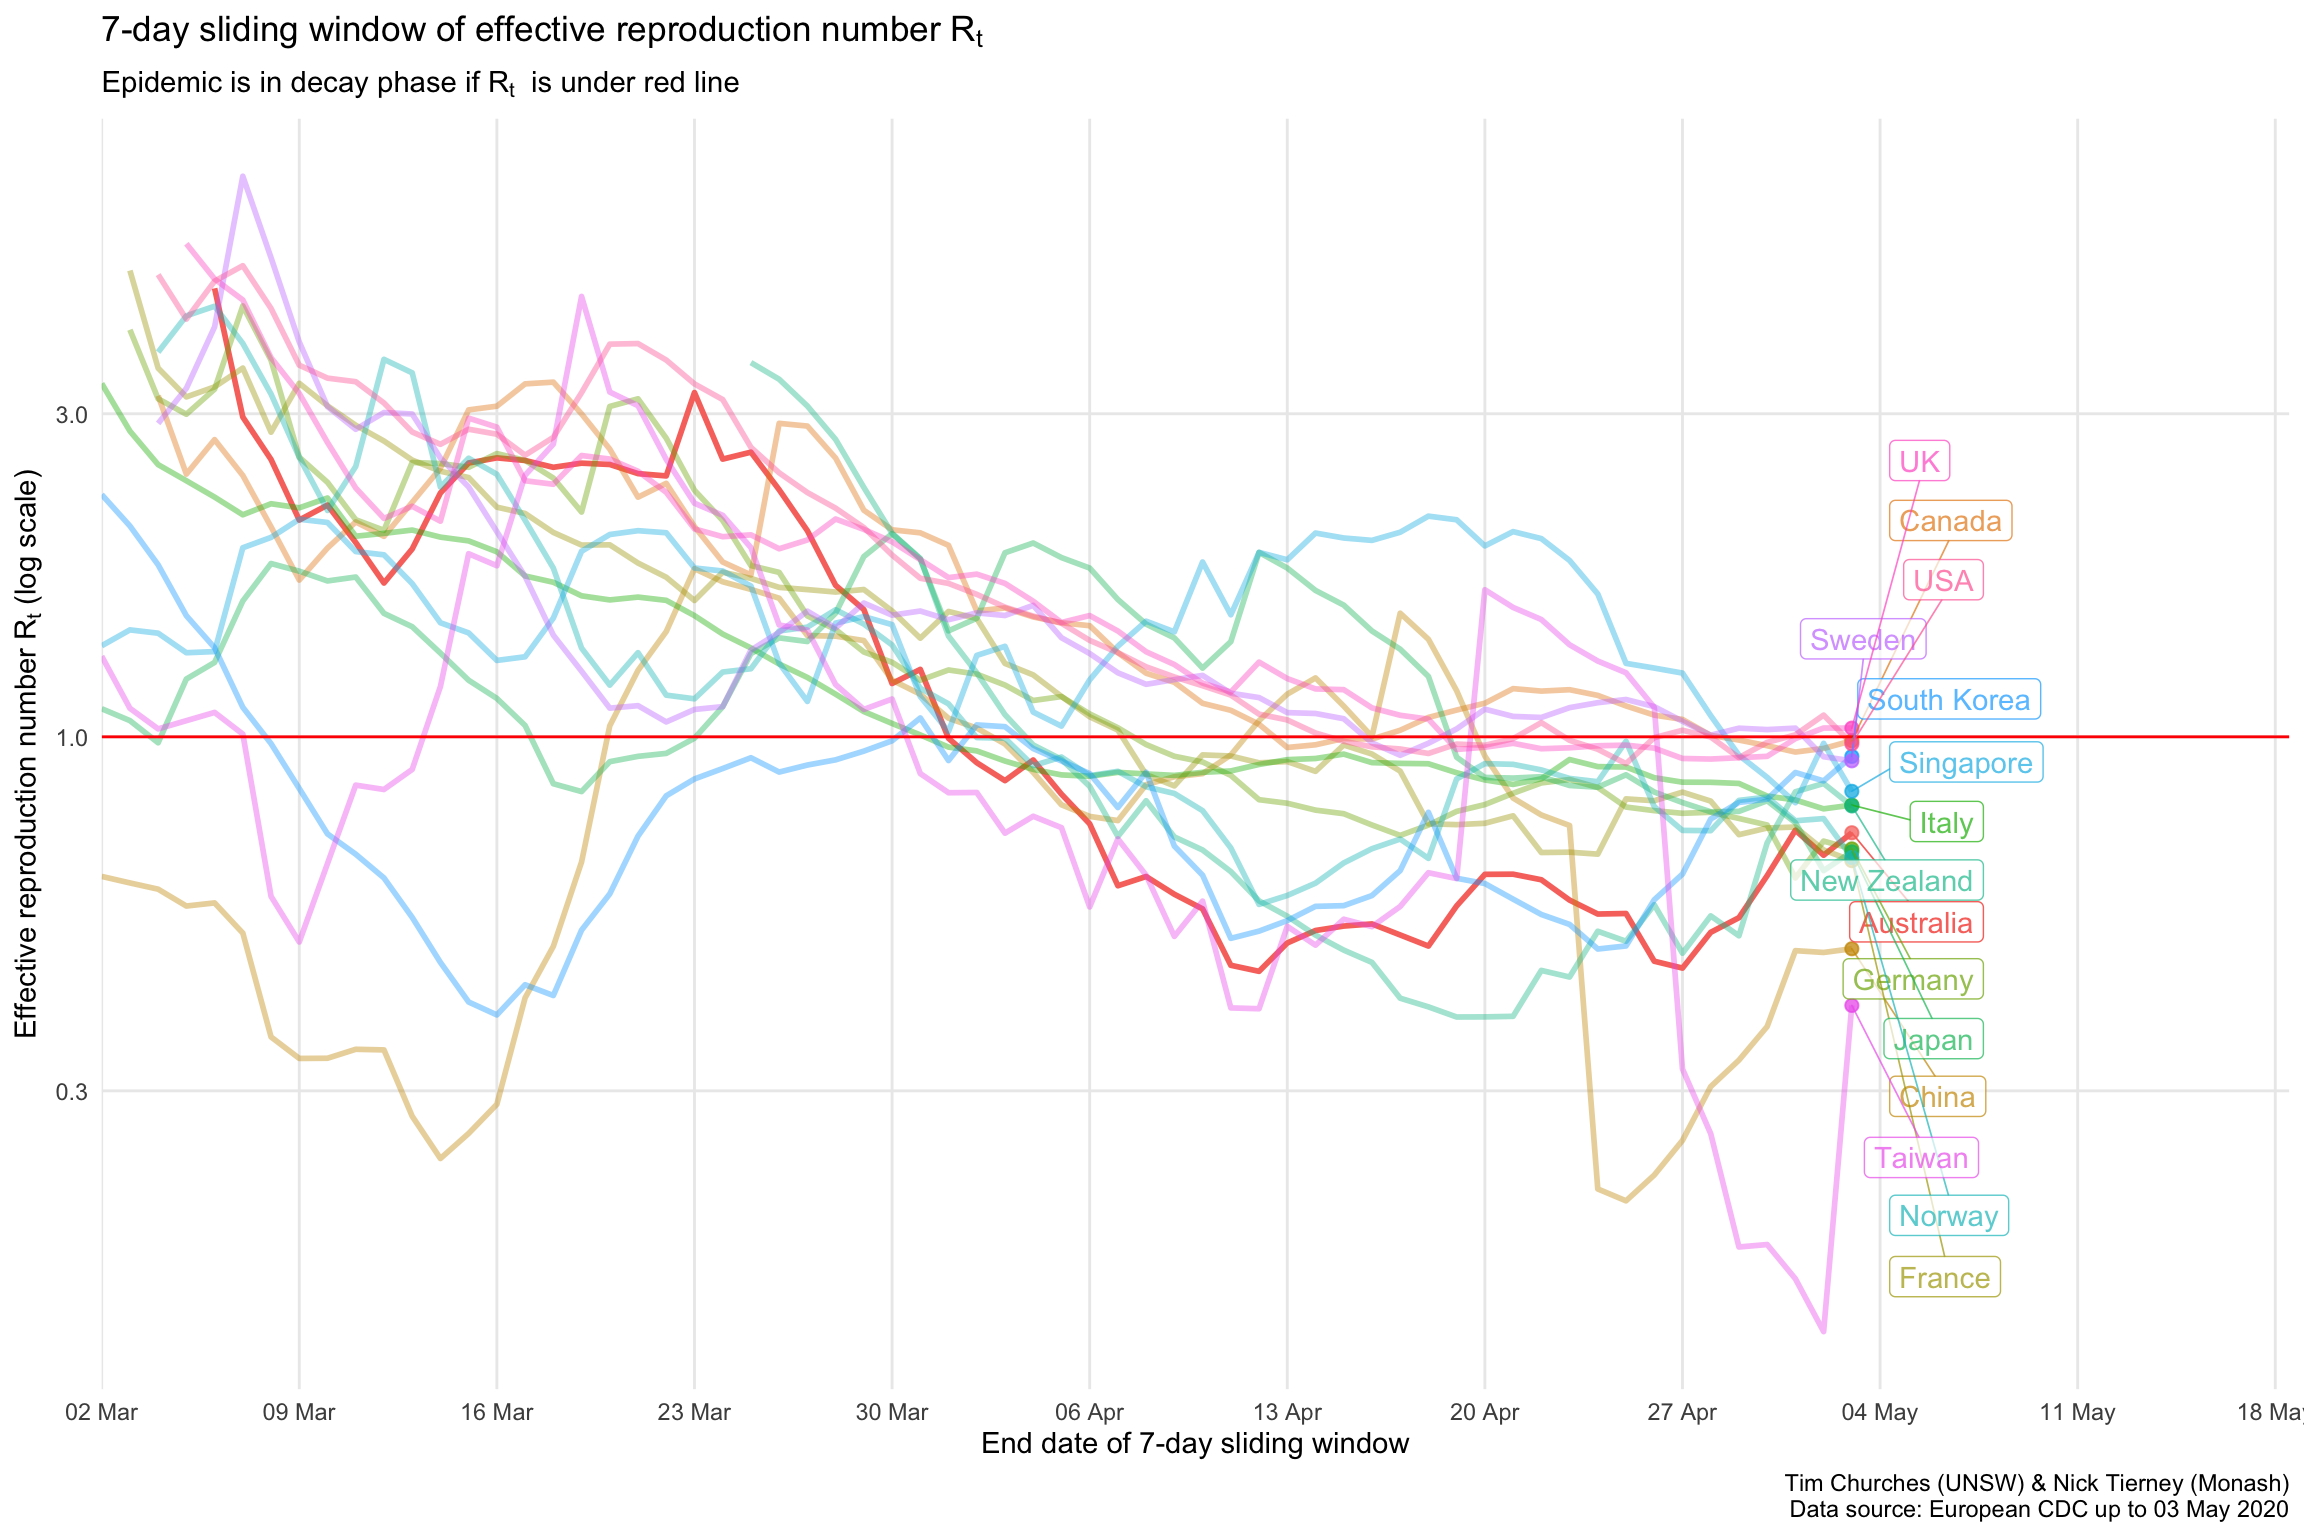 7-day sliding window of effective reproduction number Rt
Epidemic is in decay phase if Rt is under red line
Effective reproduction number Rt (log scale)
3.0
1.0
0.3
UK
Canada
USA
Sweden
South Korea
Singapore
Italy
New Zealand
Australia
Germany
Japan
China
Taiwan
Norway
France
02 Mar
09 Mar
16 Mar
23 Mar
30 Mar
06 Apr
13 Apr
20 Apr
27 Apr
04 May
11 May
18 May
End date of 7-day sliding window
Tim Churches (UNSW) & Nick Tierney (Monash)
Data source: European CDC up to 03 May 2020